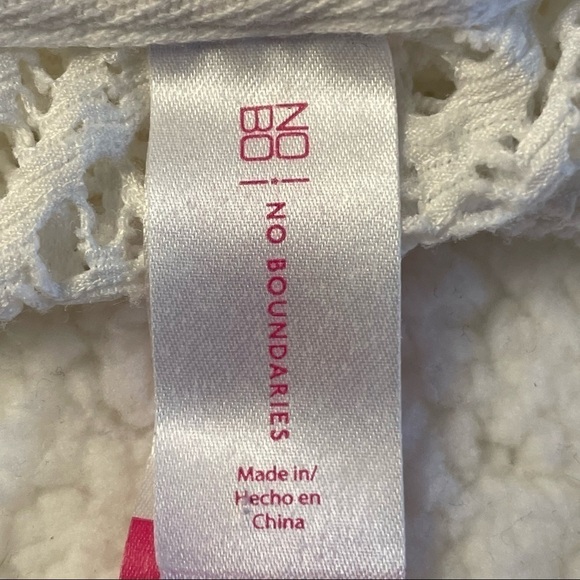 NO!
BO!
NO BOUNDARIES
Made in/
Hecho en
China